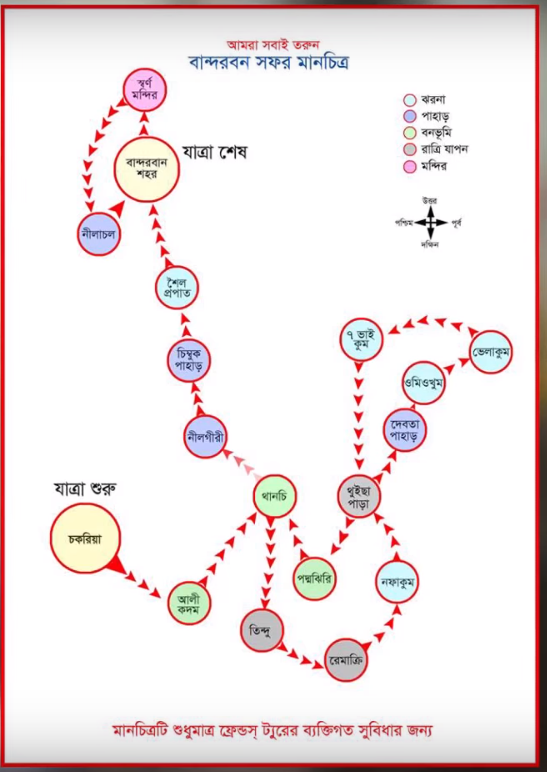 আমরা সবাই তরুন
বান্দরবন সফর মানচিত্র
স্বর্ণ
মন্দির
যাত্রা শেষ
বান্দরবান
শহর
নীলাচল
ঝরনা
পাহাড়
বনভূমি
রাত্রি যাপন
মন্দির
উত্তর
পশ্চিম
পূর্ব
দক্ষিন
শৈল
প্রপাত
চিম্বুক
পাহাড়
নীলগীরী
৭ ভাই
কুম
ভেলাকুম
ওমিওখুম
দেবতা
পাহাড়
যাত্রা শুরু
চকরিয়া
থানচি
থুইছা
পাড়া
আলী
কদম
পদ্মঝিরি
নফাকুম
তিন্দু
রেমাক্রি
মানচিত্রটি শুধুমাত্র ফ্রেন্ডস্ ট্যুরের ব্যক্তিগত সুবিধার জন্য